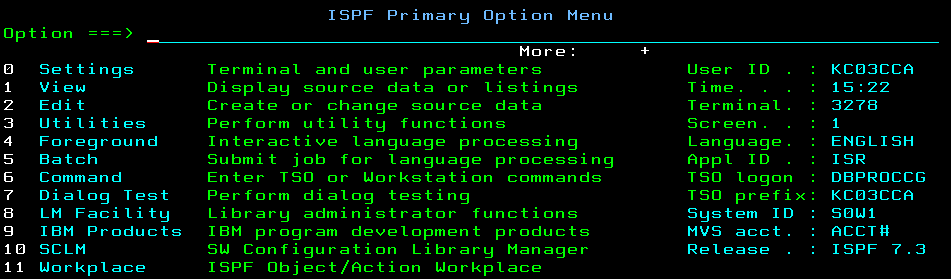 ISPF Primary Option Menu
Option ===> _
More:     +
0  Settings      Terminal and user parameters            User ID . : KC03CCA
1  View          Display source data or listings         Time. . . : 15:22
2  Edit          Create or change source data            Terminal. : 3278
3  Utilities     Perform utility functions               Screen. . : 1
4  Foreground    Interactive language processing         Language. : ENGLISH
5  Batch         Submit job for language processing      Appl ID . : ISR
6  Command       Enter TSO or Workstation commands       TSO logon : DBPROCCG
7  Dialog Test   Perform dialog testing                  TSO prefix: KC03CCA
8  LM Facility   Library administrator functions         System ID : S0W1
9  IBM Products  IBM program development products        MVS acct. : ACCT#
10 SCLM          SW Configuration Library Manager        Release . : ISPF 7.3
11 Workplace     ISPF Object/Action Workplace